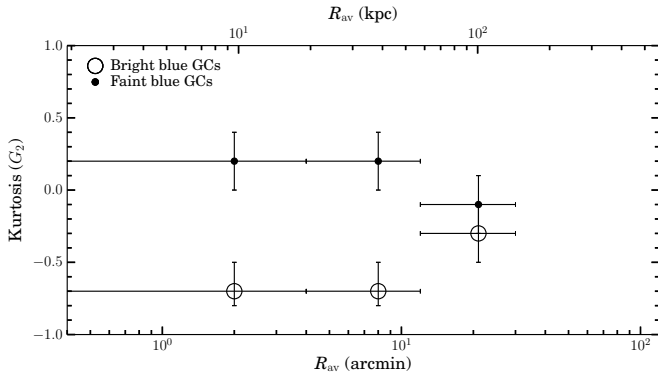 R_av (kpc)
10^1 10^2
1.0
Bright blue GCs
Faint blue GCs
0.5
0.0
−0.5
−1.0
Kurtosis (G_2)
10^0 10^1 10^2
R_av (arcmin)